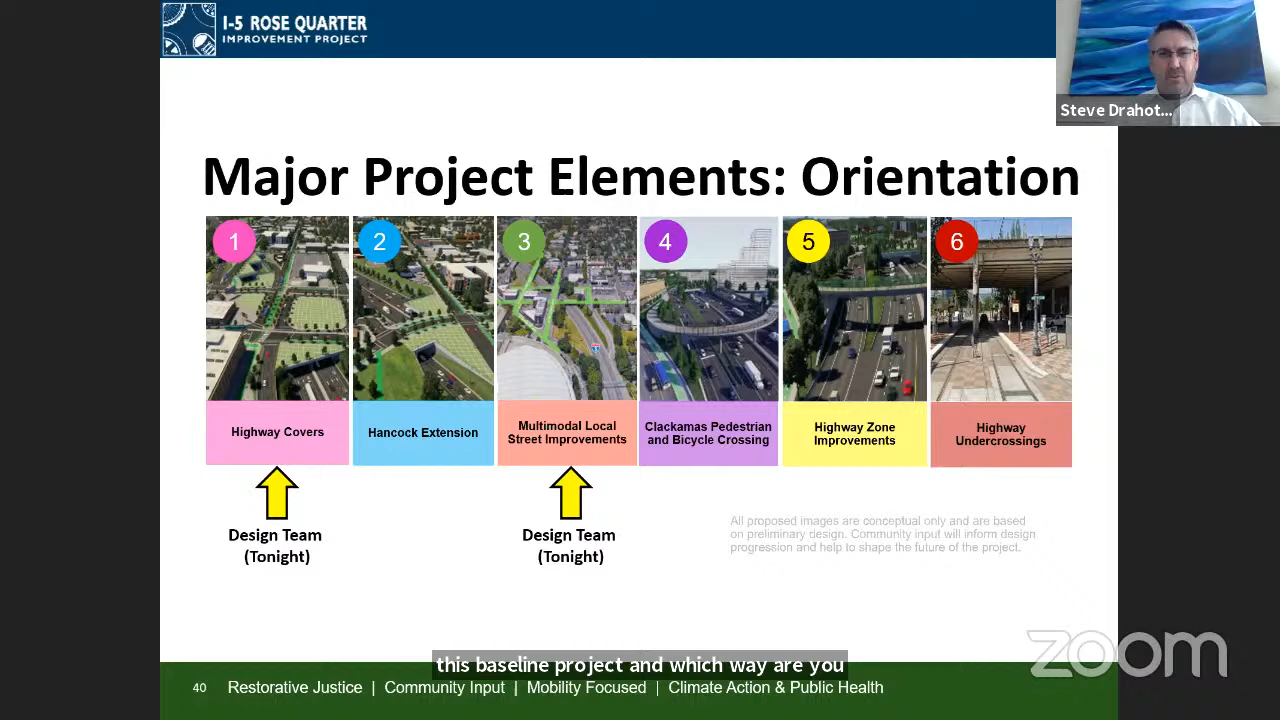 I-5 ROSE QUARTER
IMPROVEMENT PROJECT
Steve Drahot...
Major Project Elements: Orientation
1
2
3
4
5
6
Highway Covers
Hancock Extension
Multimodal Local
Street Improvements
Clackamas Pedestrian
and Bicycle Crossing
Highway Zone
Improvements
Highway
Undercrossings
Design Team
(Tonight)
Design Team
(Tonight)
All proposed images are conceptual only and are based
on preliminary design. Community input will inform design
progression and help to shape the future of the project.
zoom
this baseline project and which way are you
40 Restorative Justice | Community Input | Mobility Focused | Climate Action & Public Health